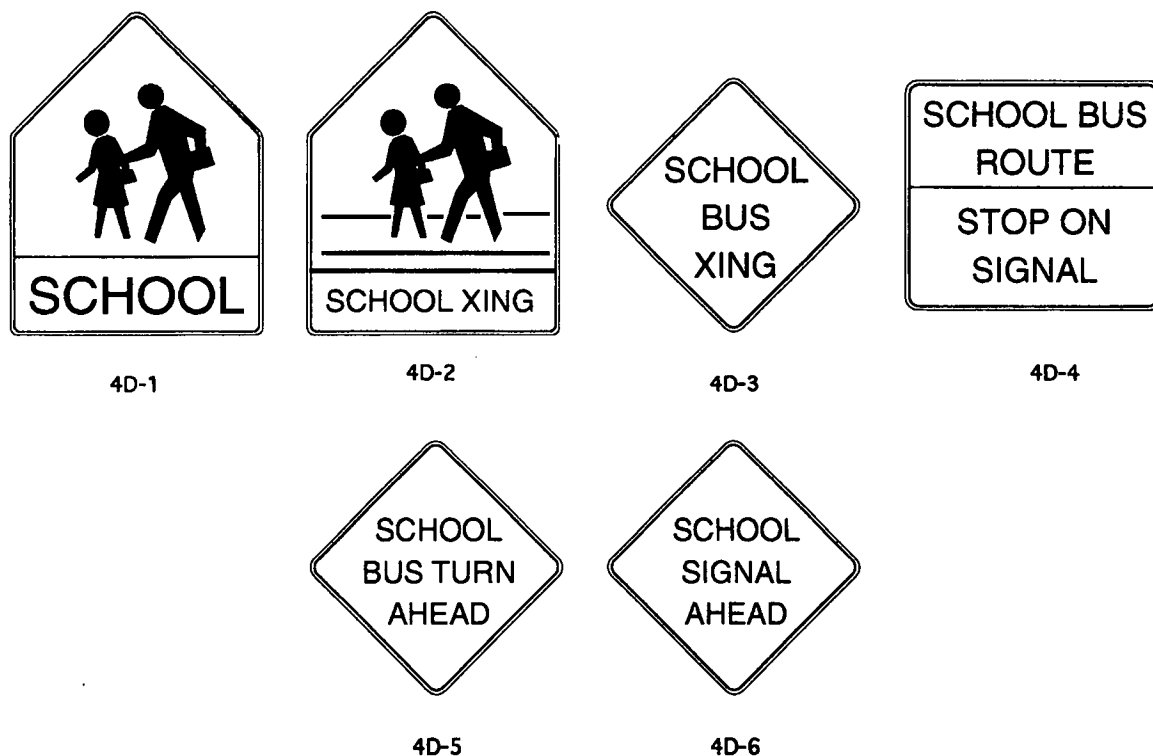 SCHOOL
4D-1
SCHOOL XING
4D-2
SCHOOL
BUS
XING
4D-3
SCHOOL BUS
ROUTE
STOP ON
SIGNAL
4D-4
SCHOOL
BUS TURN
AHEAD
4D-5
SCHOOL
SIGNAL
AHEAD
4D-6